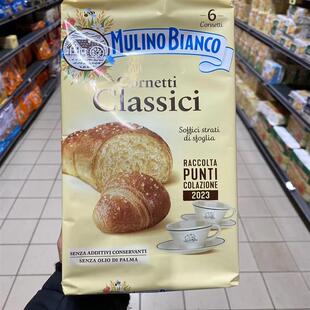 6
Cornetti
MULINO BIANCO
Cornetti
Classici
Soffici strati
di sfoglia
RACCOLTA
PUNTI
COLAZIONE
2023
SENZA ADDITIVI CONSERVANTI
SENZA OLIO DI PALMA